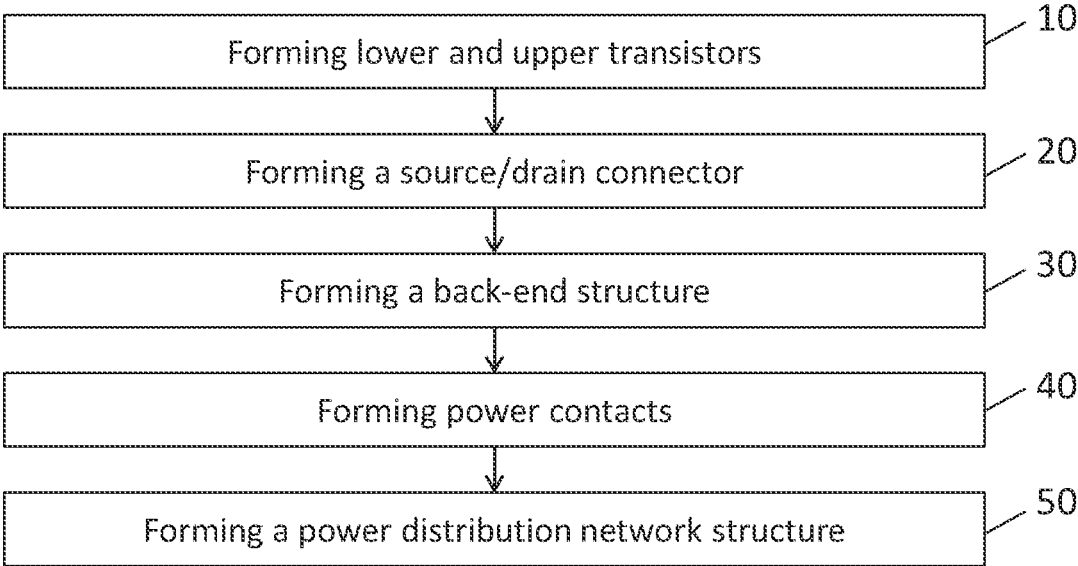 10
Forming lower and upper transistors
20
Forming a source/drain connector
30
Forming a back-end structure
40
Forming power contacts
50
Forming a power distribution network structure